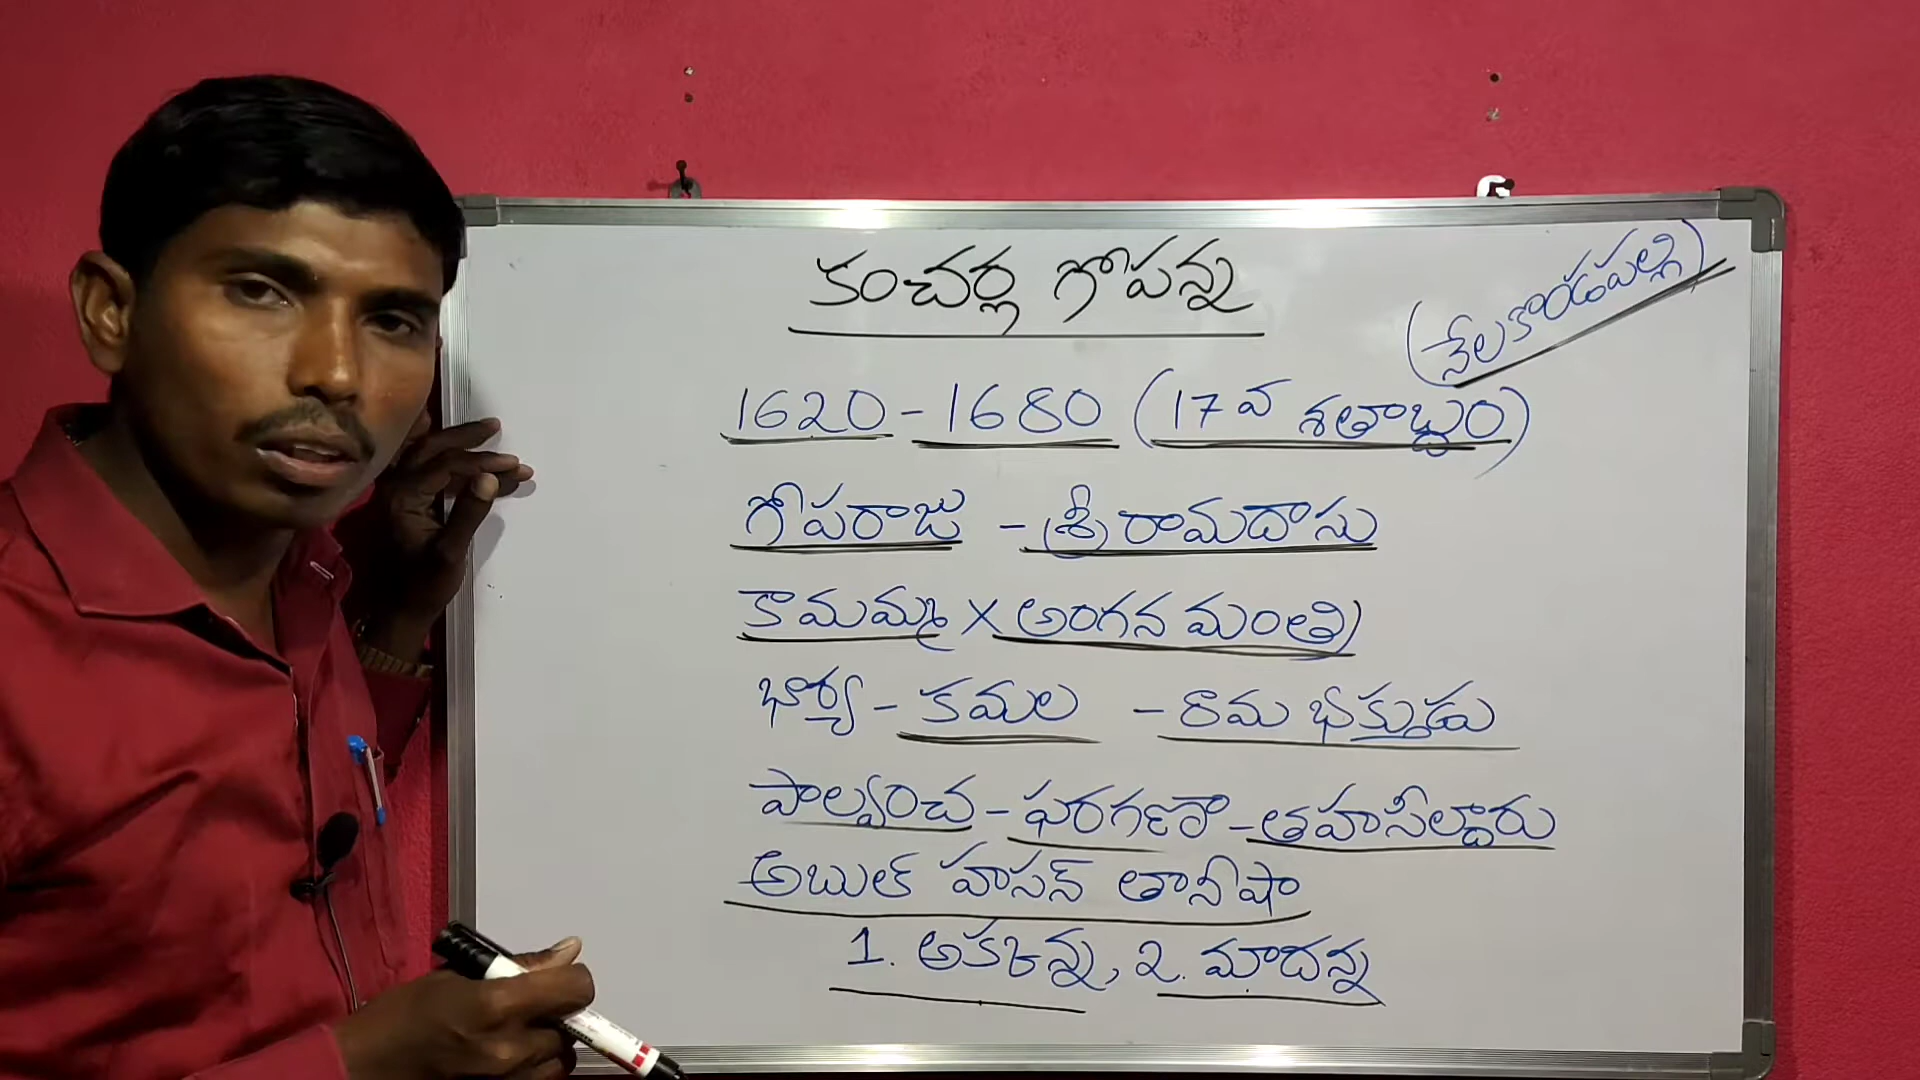 కంచర్ల గోపన్న
(నేలకొండపల్లి)
1620 - 1680 (17వ శతాబ్దం)
గోపరాజు - శ్రీరామదాసు
కామమ్మ X అంగన మంత్రి
భార్య - కమల - రామ భక్తుడు
పాల్వంచ - ఫరగణా - తహసీల్దారు
అబుల్ హసన్ తానీషా
1. అక్కన్న, 2. మాదన్న